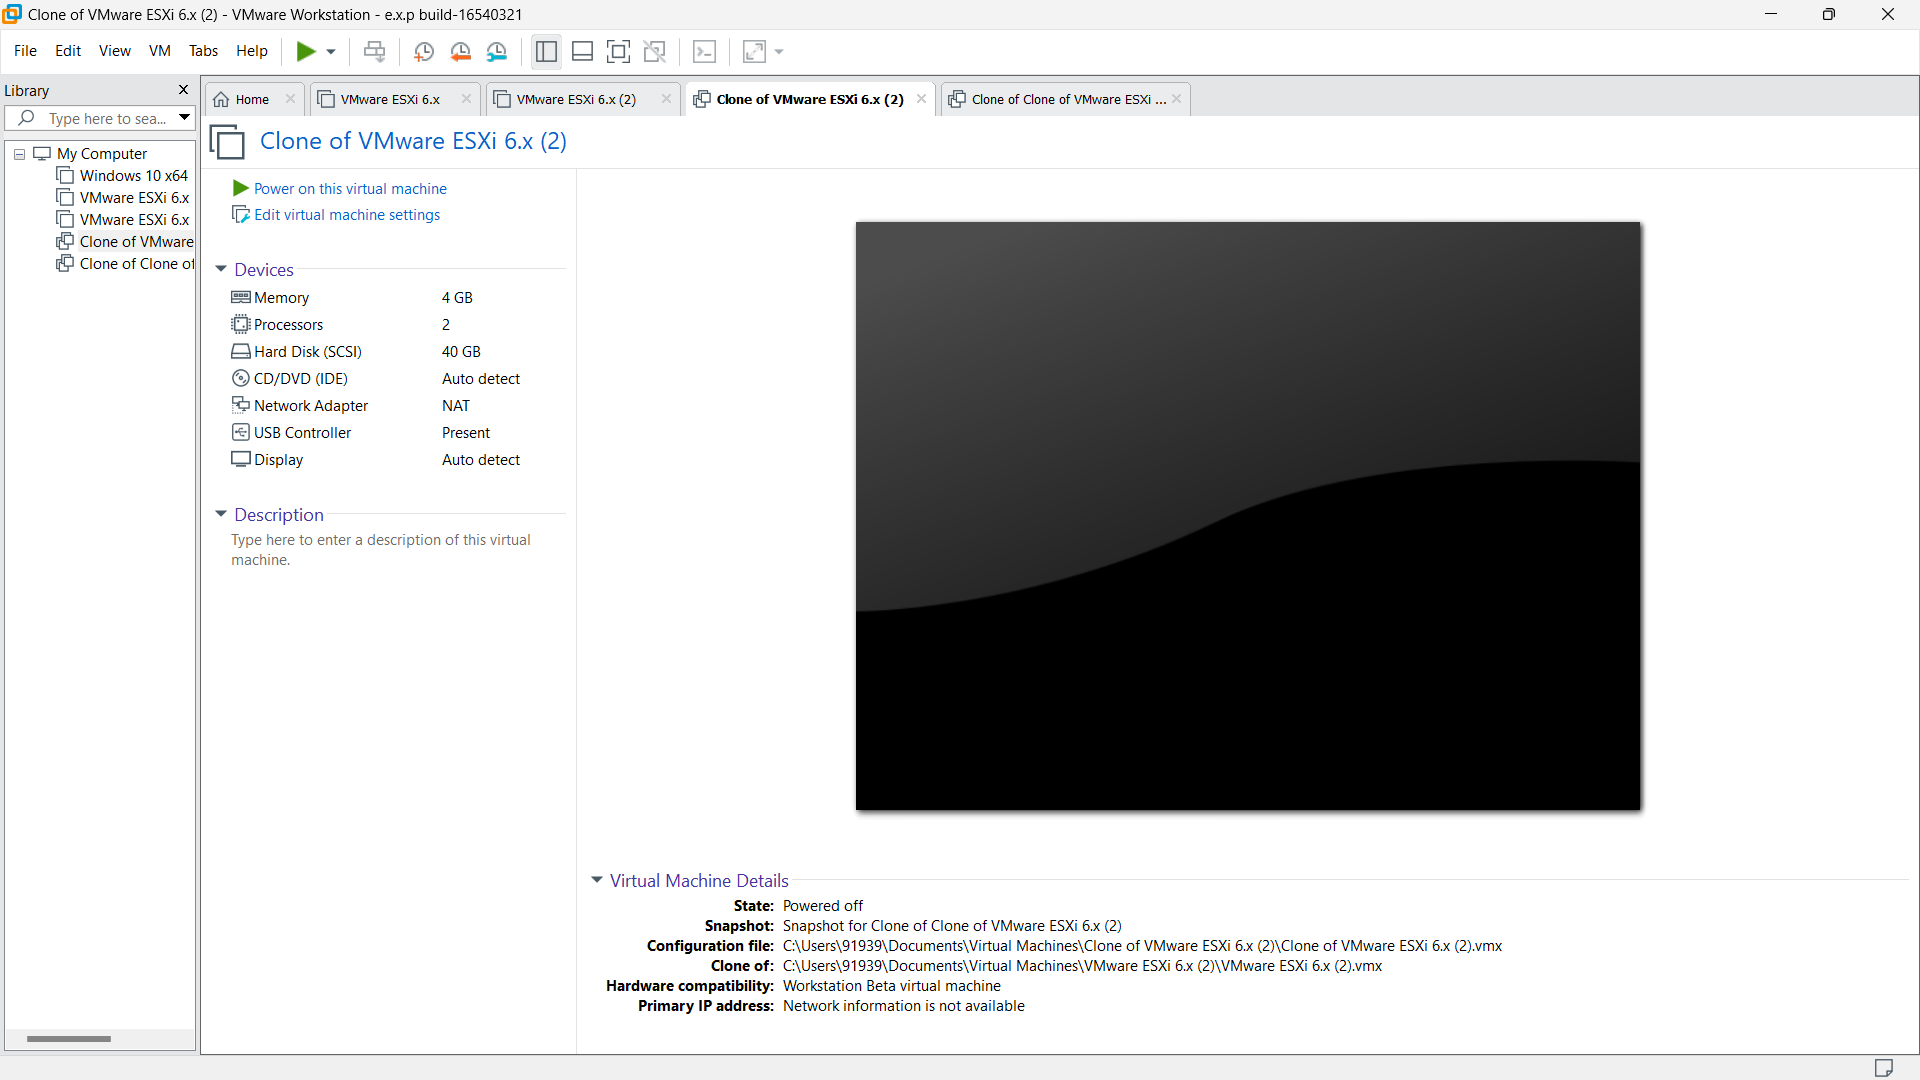 Clone of VMware ESXi 6.x (2) - VMware Workstation - e.x.p build-16540321
File Edit View VM Tabs Help
Library
Type here to sea...
My Computer
Windows 10 x64
VMware ESXi 6.x
VMware ESXi 6.x
Clone of VMware
Clone of Clone of
Home
VMware ESXi 6.x
VMware ESXi 6.x (2)
Clone of VMware ESXi 6.x (2)
Clone of Clone of VMware ESXi ...
Clone of VMware ESXi 6.x (2)
Power on this virtual machine
Edit virtual machine settings
Devices
Memory 4 GB
Processors 2
Hard Disk (SCSI) 40 GB
CD/DVD (IDE) Auto detect
Network Adapter NAT
USB Controller Present
Display Auto detect
Description
Type here to enter a description of this virtual
machine.
Virtual Machine Details
State: Powered off
Snapshot: Snapshot for Clone of Clone of VMware ESXi 6.x (2)
Configuration file: C:\Users\91939\Documents\Virtual Machines\Clone of VMware ESXi 6.x (2)\Clone of VMware ESXi 6.x (2).vmx
Clone of: C:\Users\91939\Documents\Virtual Machines\VMware ESXi 6.x (2)\VMware ESXi 6.x (2).vmx
Hardware compatibility: Workstation Beta virtual machine
Primary IP address: Network information is not available